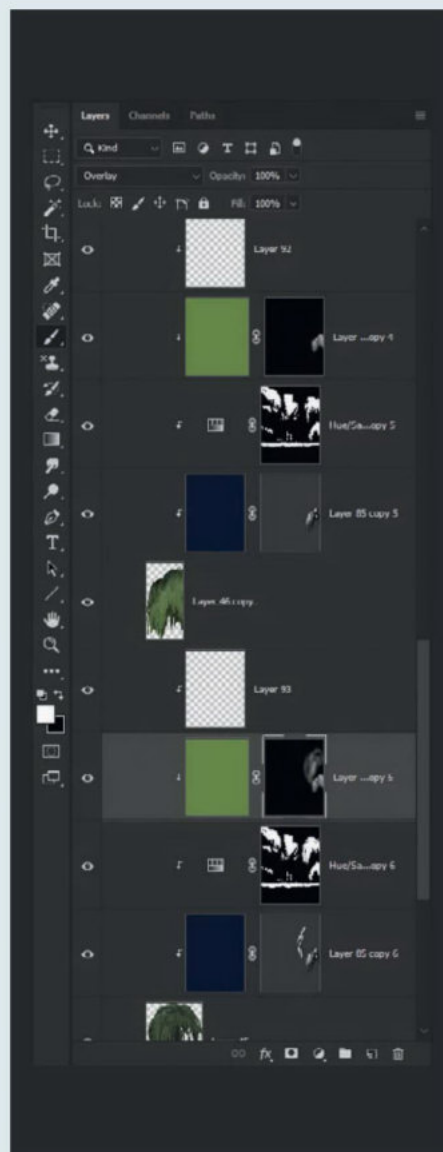 Layers Channels Paths
Kind
Overlay Opacity: 100%
Lock: Fill: 100%
Layer 92
Layer ...opy 4
Hue/Sa...opy 5
Layer 85 copy 5
Layer 46 copy
Layer 93
Layer ...opy 6
Hue/Sa...opy 6
Layer 85 copy 6